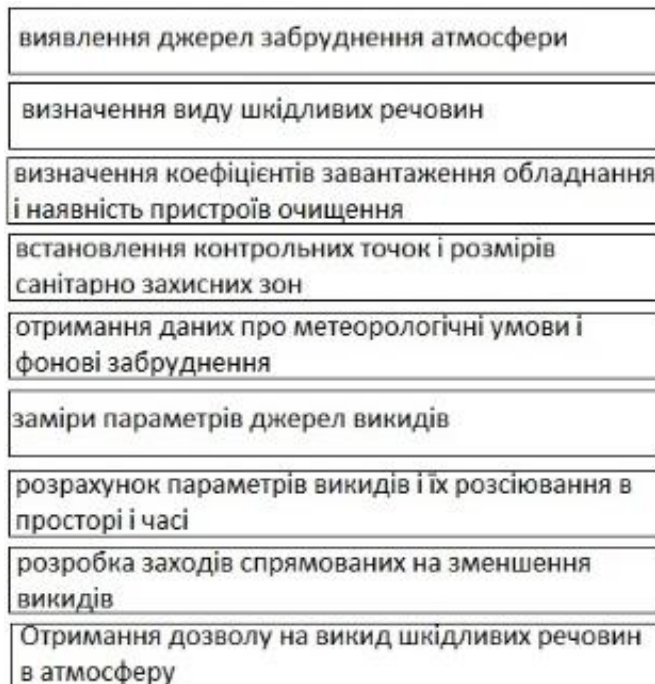 виявлення джерел забруднення атмосфери
визначення виду шкідливих речовин
визначення коефіцієнтів завантаження обладнання
і наявність пристроїв очищення
встановлення контрольних точок і розмірів
санітарно захисних зон
отримання даних про метеорологічні умови і
фонові забруднення
заміри параметрів джерел викидів
розрахунок параметрів викидів і їх розсіювання в
просторі і часі
розробка заходів спрямованих на зменшення
викидів
Отримання дозволу на викид шкідливих речовин
в атмосферу